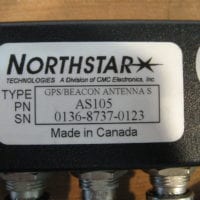 NORTHSTAR
TECHNOLOGIES A Division of CMC Electronics, Inc.
TYPE GPS/BEACON ANTENNA S
PN AS105
SN 0136-8737-0123
Made in Canada